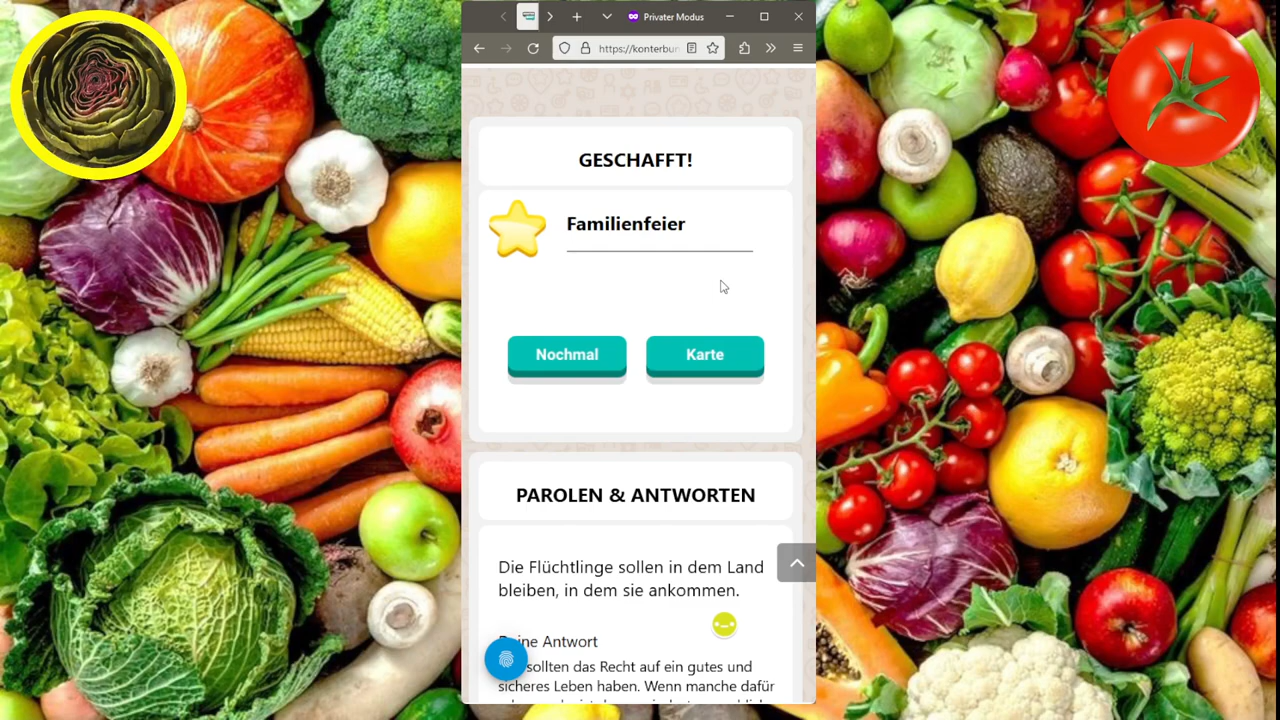 Privater Modus
https://konterbun
GESCHAFFT!
Familienfeier
Nochmal
Karte
PAROLEN & ANTWORTEN
Die Flüchtlinge sollen in dem Land
bleiben, in dem sie ankommen.
Deine Antwort
sollten das Recht auf ein gutes und
sicheres Leben haben. Wenn manche dafür